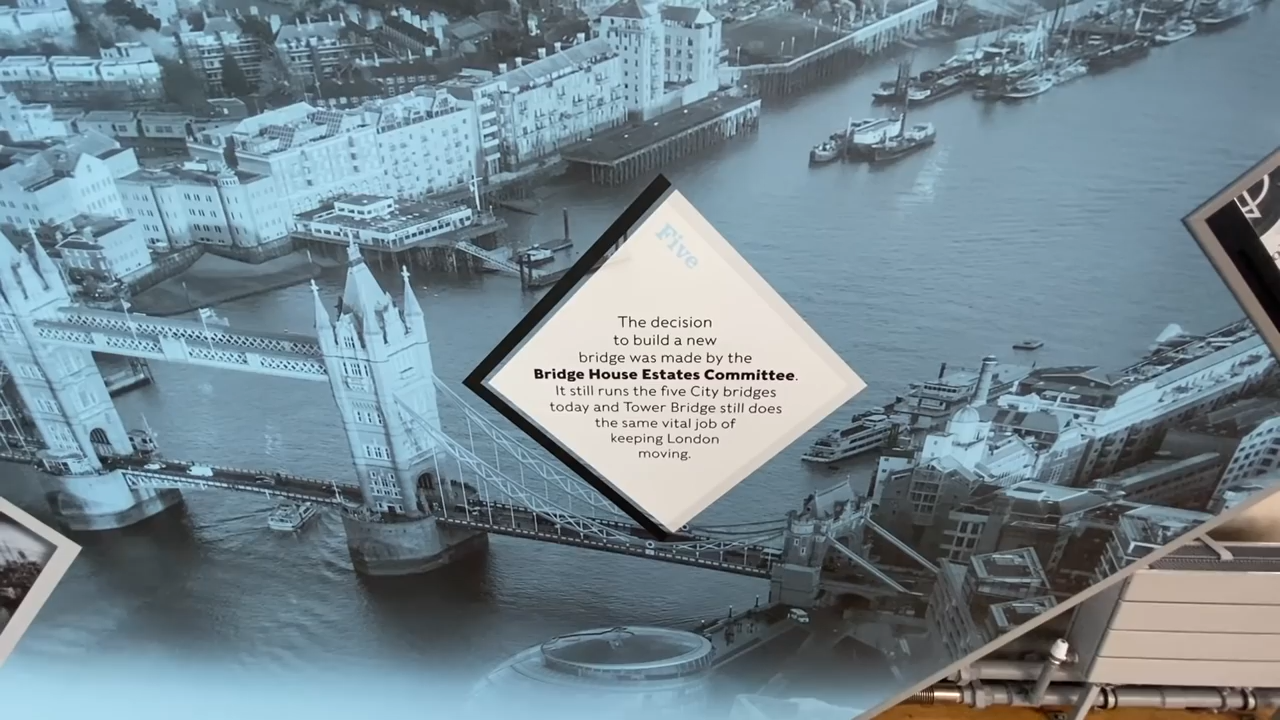 Five
The decision
to build a new
bridge was made by the
Bridge House Estates Committee.
It still runs the five City bridges
today and Tower Bridge still does
the same vital job of
keeping London
moving.